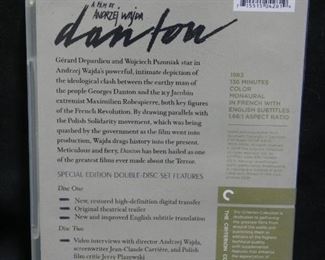 A FILM BY
ANDRZEJ WAJDA
danton
Gérard Depardieu and Wojciech Pszoniak star in
Andrzej Wajda's powerful, intimate depiction of
the ideological clash between the earthy man of
the people Georges Danton and the icy Jacobin
extremist Maximilien Robespierre, both key figures
of the French Revolution. By drawing parallels with
the Polish Solidarity movement, which was being
quashed by the government as the film went into
production, Wajda drags history into the present.
Meticulous and fiery, Danton has been hailed as one
of the greatest films ever made about the Terror.
1983
136 MINUTES
COLOR
MONAURAL
IN FRENCH WITH
ENGLISH SUBTITLES
1.66:1 ASPECT RATIO
SPECIAL EDITION DOUBLE-DISC SET FEATURES
Disc One
New, restored high-definition digital transfer
Original theatrical trailer
New and improved English subtitle translation
Disc Two
Video interviews with director Andrzej Wajda,
screenwriter Jean-Claude Carrière, and Polish
film critic Jerzy Płażewski
THE CRITERION